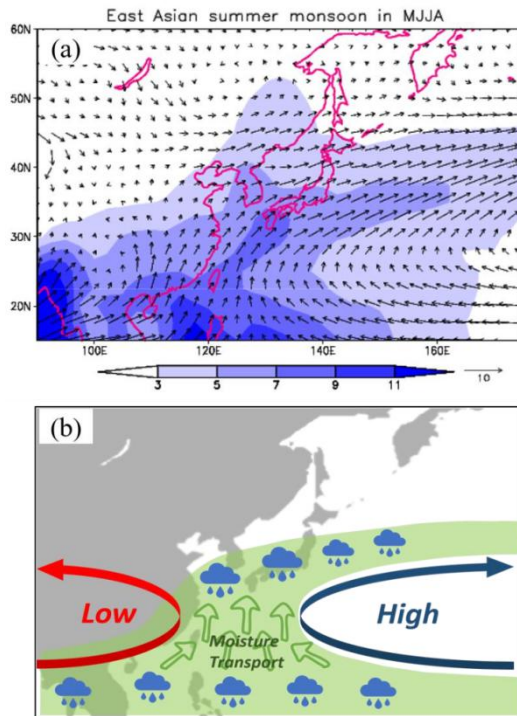 East Asian summer monsoon in MJJA
(a)
60N
50N
40N
30N
20N
100E 120E 140E 160E
3 5 7 9 11 10
(b)
Low High
Moisture
Transport